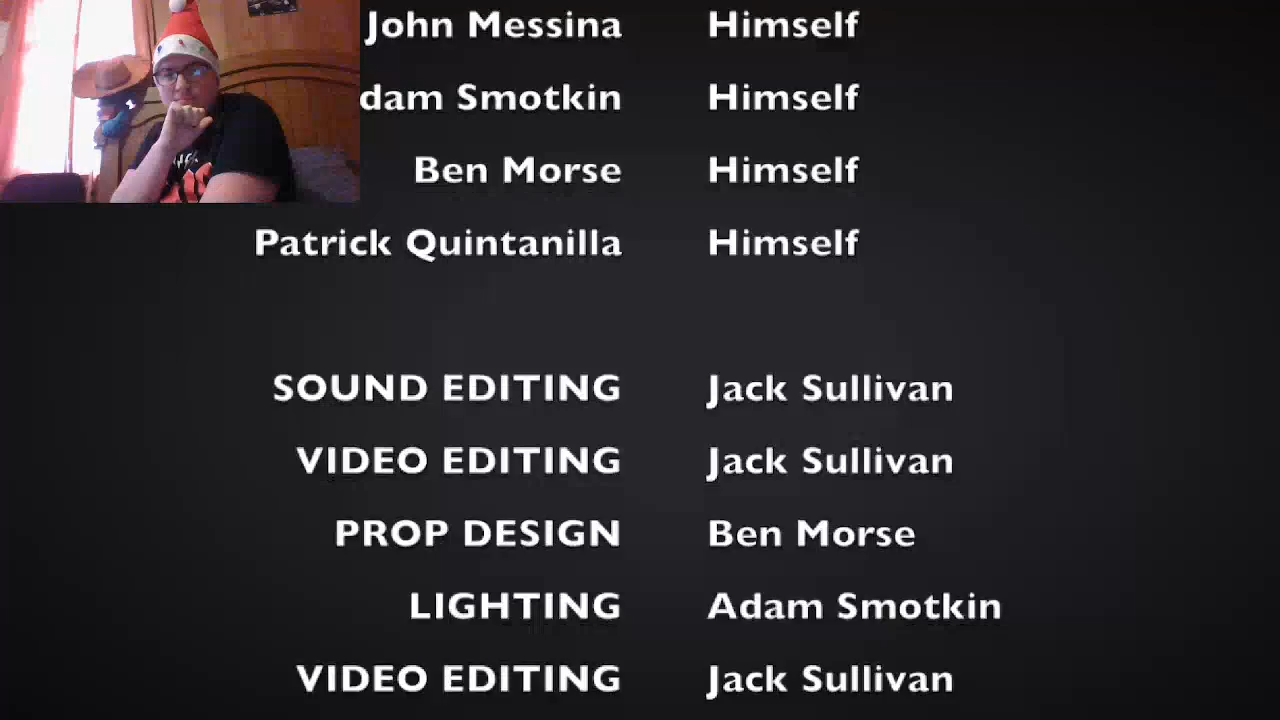 John Messina Himself
dam Smotkin Himself
Ben Morse Himself
Patrick Quintanilla Himself
SOUND EDITING Jack Sullivan
VIDEO EDITING Jack Sullivan
PROP DESIGN Ben Morse
LIGHTING Adam Smotkin
VIDEO EDITING Jack Sullivan